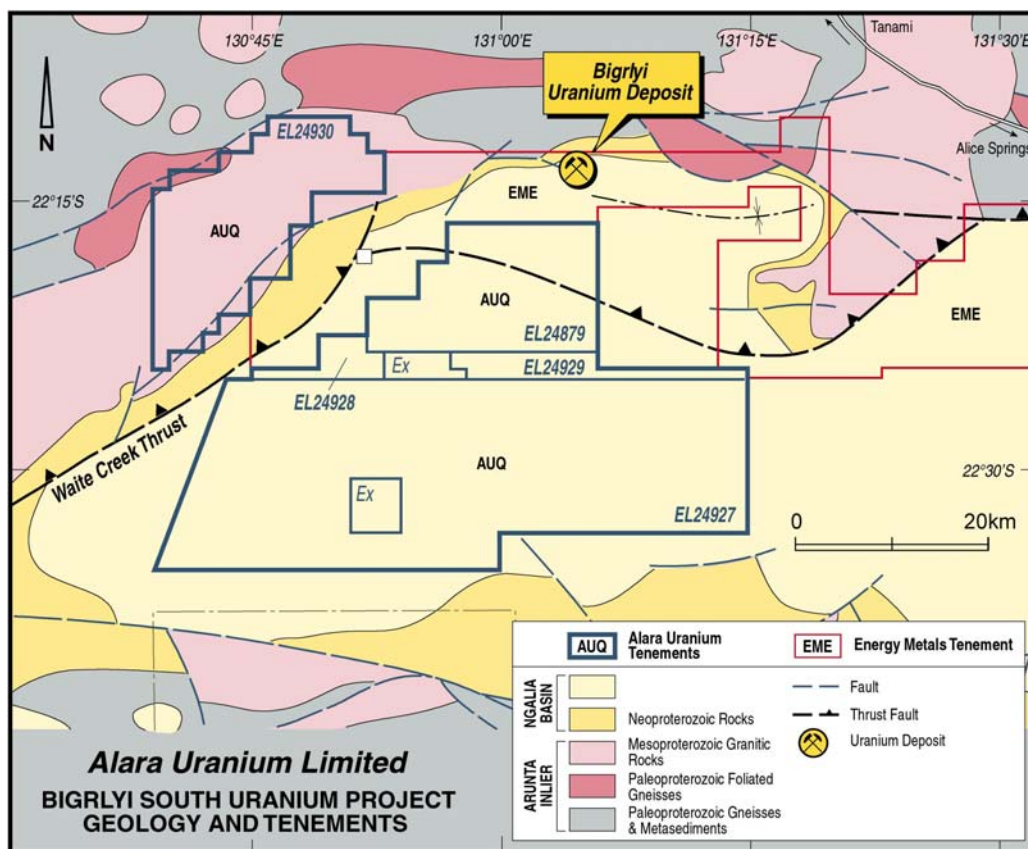 130°45'E
131°00'E
131°15'E
131°30'E
Tanami
Bigrlyi
Uranium Deposit
N
EL24930
Alice Springs
22°15'S
EME
AUQ
AUQ
EL24879
EME
Ex
EL24929
EL24928
Waite Creek Thrust
AUQ
22°30'S
Ex
EL24927
0 20km
AUQ Alara Uranium
Tenements
EME Energy Metals Tenement
NGALIA
BASIN
Neoproterozoic Rocks
ARUNTA
INLIER
Mesoproterozoic Granitic
Rocks
Paleoproterozoic Foliated
Gneisses
Paleoproterozoic Gneisses
& Metasediments
Fault
Thrust Fault
Uranium Deposit
Alara Uranium Limited
BIGRLYI SOUTH URANIUM PROJECT
GEOLOGY AND TENEMENTS